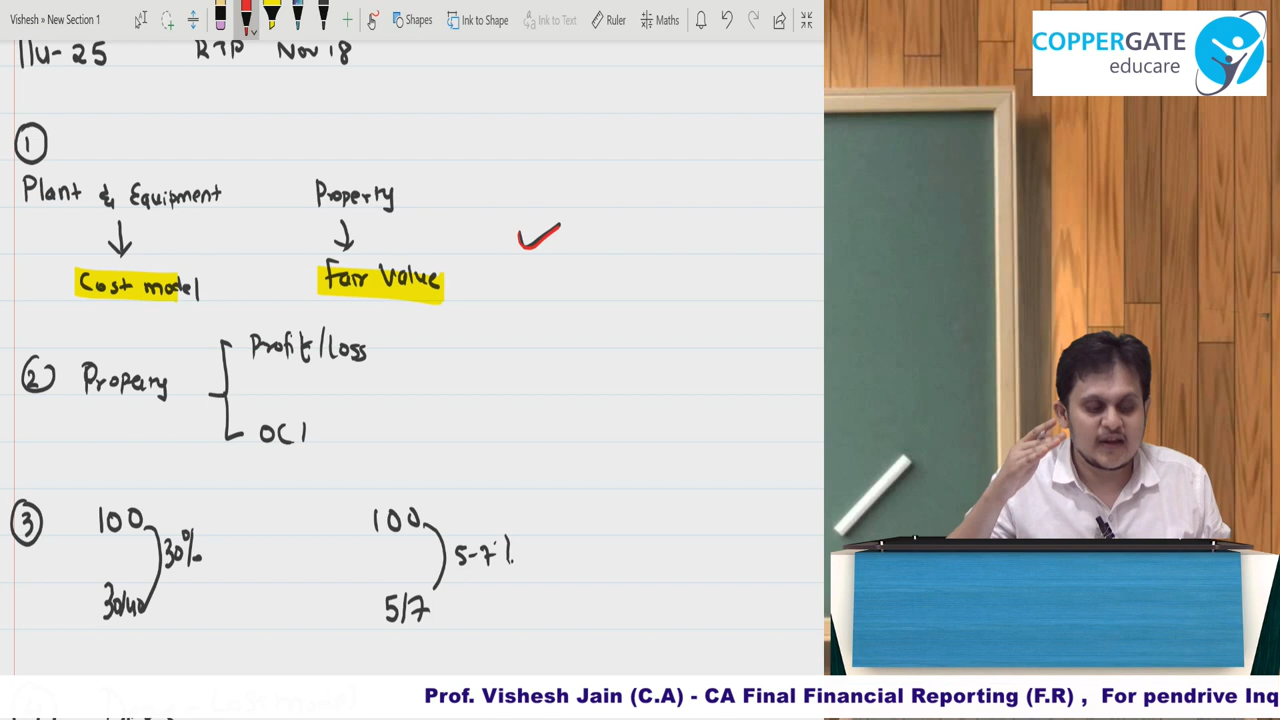 Vishesh » New Section 1
Shapes
Ink to Shape
Ink to Text
Ruler
Maths
COPPERGATE
educare
Illu-25 RTP Nov 18
1
Plant & Equipment Property
Cost model Fair Value
2 Property Profit/Loss
OCI
3 100 30% 100 5-7%
30/40 5/7
Prof. Vishesh Jain (C.A) - CA Final Financial Reporting (F.R) , For pendrive Inq